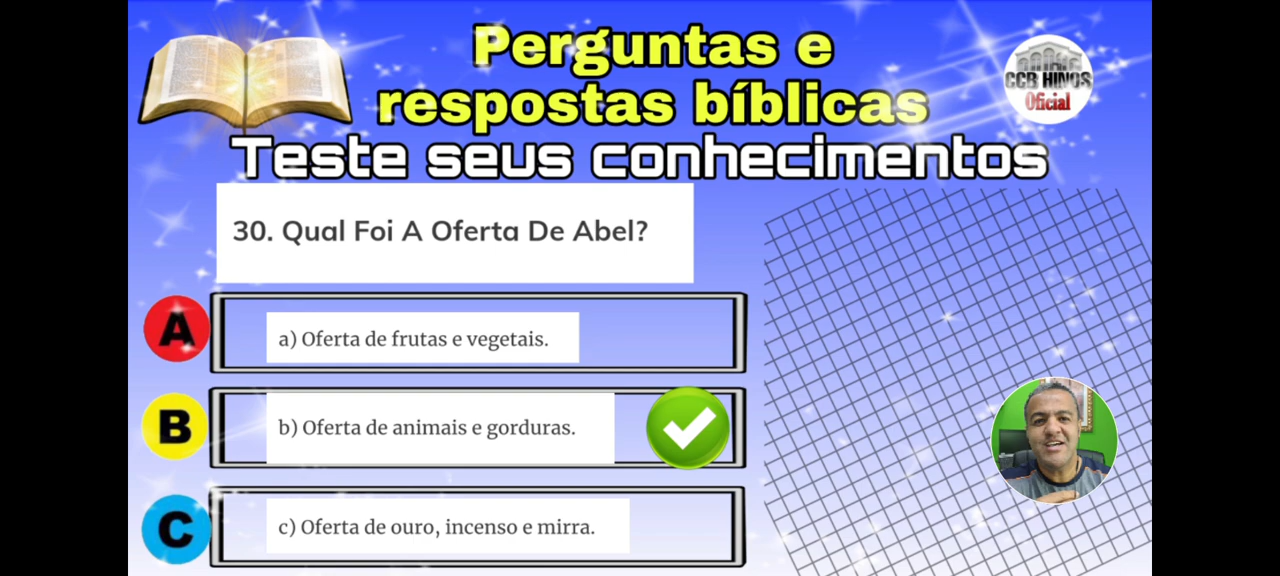 Perguntas e
respostas bíblicas
CCB HINOS
Oficial
Teste seus conhecimentos
30. Qual Foi A Oferta De Abel?
A
a) Oferta de frutas e vegetais.
B
b) Oferta de animais e gorduras.
C
c) Oferta de ouro, incenso e mirra.